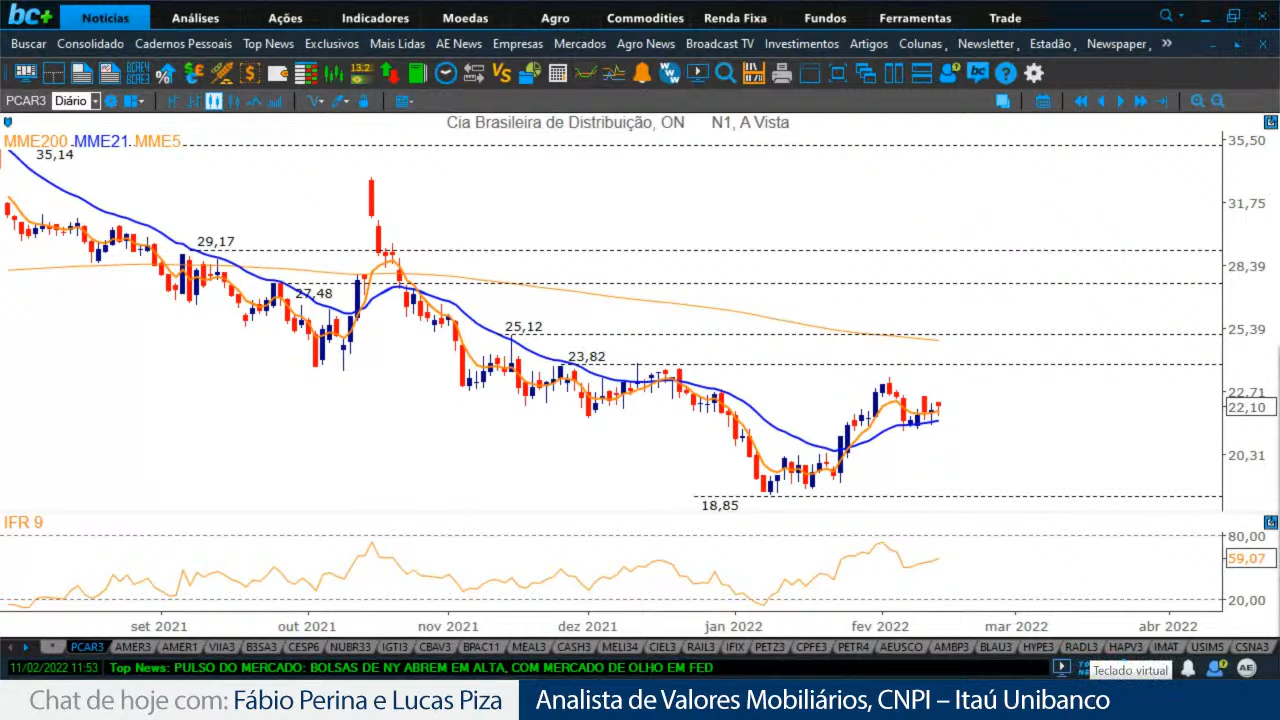 bc+ Notícias Análises Ações Indicadores Moedas Agro Commodities Renda Fixa Fundos Ferramentas Trade
Buscar Consolidado Cadernos Pessoais Top News Exclusivos Mais Lidas AE News Empresas Mercados Agro News Broadcast TV Investimentos Artigos Colunas Newsletter Estadão Newspaper »
PCAR3 Diário
Cia Brasileira de Distribuição, ON N1, A Vista
MME200 MME21 MME5
35,50
35,14
31,75
29,17
28,39
27,48
25,12
25,39
23,82
22,71
22,10
20,31
18,85
IFR 9
80,00
59,07
20,00
set 2021 out 2021 nov 2021 dez 2021 jan 2022 fev 2022 mar 2022 abr 2022
* PCAR3 AMER3 AMER1 VIIA3 B3SA3 CESP6 NUBR33 IGTI3 CBAV3 BPAC11 MEAL3 CASH3 MELI34 CIEL3 RAIL3 IFIX PETZ3 CPFE3 PETR4 AEUSCO AMBP3 BLAU3 HYPE3 RADL3 HAPV3 IMAT USIM5 CSNA3
11/02/2022 11:53 Top News: PULSO DO MERCADO: BOLSAS DE NY ABREM EM ALTA, COM MERCADO DE OLHO EM FED
Teclado virtual AE
Chat de hoje com: Fábio Perina e Lucas Piza Analista de Valores Mobiliários, CNPI – Itaú Unibanco